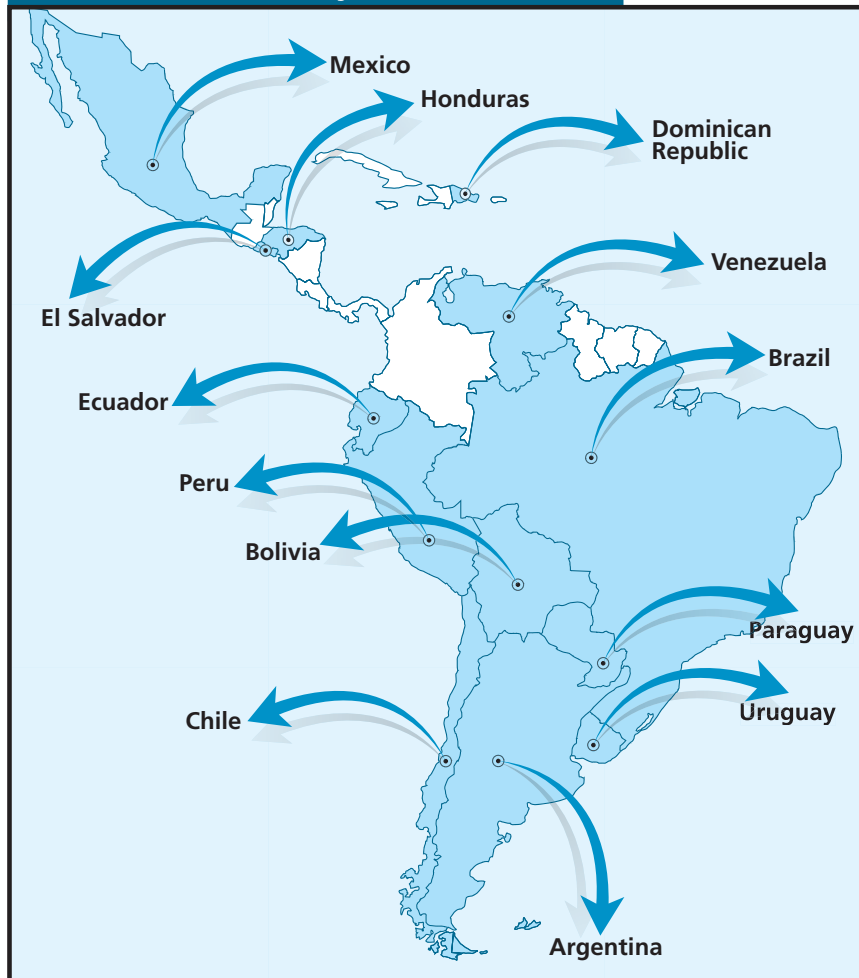 Mexico
Honduras
Dominican
Republic
Venezuela
El Salvador
Brazil
Ecuador
Peru
Bolivia
Paraguay
Uruguay
Chile
Argentina